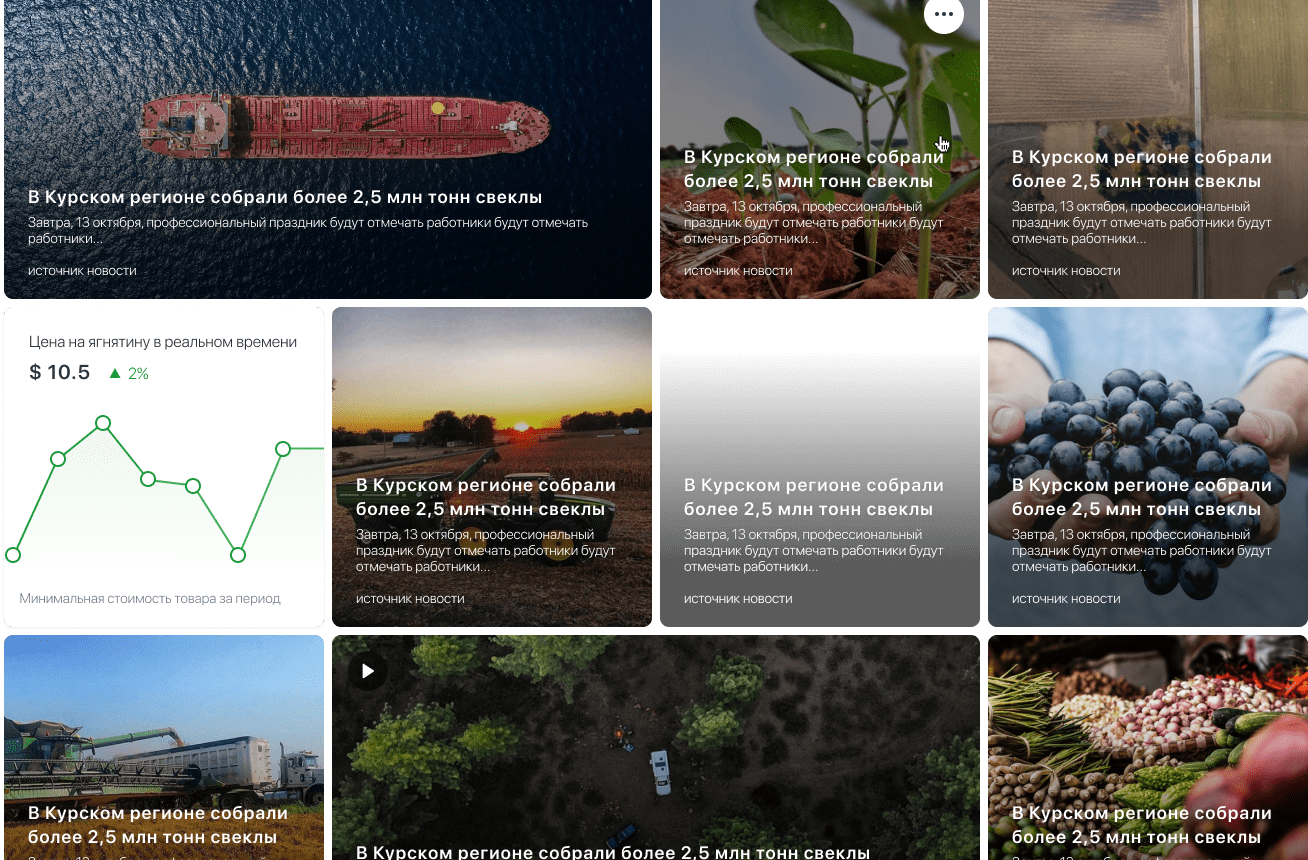 В Курском регионе собрали более 2,5 млн тонн свеклы
Завтра, 13 октября, профессиональный праздник будут отмечать работники будут отмечать
работники...
источник новости
В Курском регионе собрали
более 2,5 млн тонн свеклы
Завтра, 13 октября, профессиональный
праздник будут отмечать работники будут
отмечать работники...
источник новости
В Курском регионе собрали
более 2,5 млн тонн свеклы
Завтра, 13 октября, профессиональный
праздник будут отмечать работники будут
отмечать работники...
источник новости
Цена на ягнятину в реальном времени
$ 10.5 ▲ 2%
Минимальная стоимость товара за период
В Курском регионе собрали
более 2,5 млн тонн свеклы
Завтра, 13 октября, профессиональный
праздник будут отмечать работники будут
отмечать работники...
источник новости
В Курском регионе собрали
более 2,5 млн тонн свеклы
Завтра, 13 октября, профессиональный
праздник будут отмечать работники будут
отмечать работники...
источник новости
В Курском регионе собрали
более 2,5 млн тонн свеклы
Завтра, 13 октября, профессиональный
праздник будут отмечать работники будут
отмечать работники...
источник новости
В Курском регионе собрали
более 2,5 млн тонн свеклы
В Курском регионе собрали более 2,5 млн тонн свеклы
В Курском регионе собрали
более 2,5 млн тонн свеклы